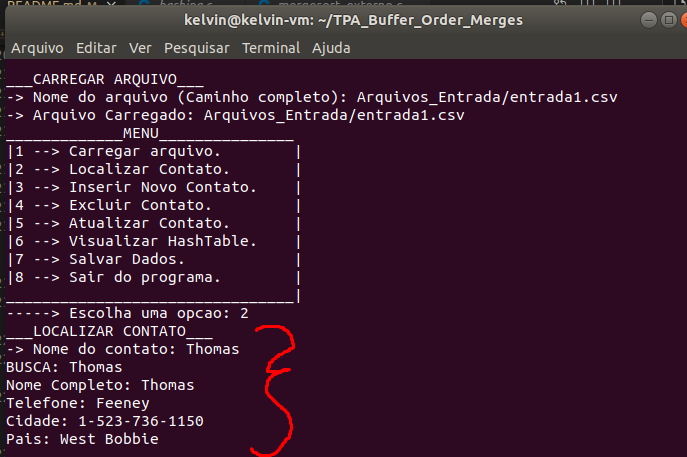 README.md M
hashing.c
mergesort_externo.c
kelvin@kelvin-vm: ~/TPA_Buffer_Order_Merges
Arquivo Editar Ver Pesquisar Terminal Ajuda
___CARREGAR ARQUIVO___
-> Nome do arquivo (Caminho completo): Arquivos_Entrada/entrada1.csv
-> Arquivo Carregado: Arquivos_Entrada/entrada1.csv
_____________MENU_______________
|1 --> Carregar arquivo.        |
|2 --> Localizar Contato.       |
|3 --> Inserir Novo Contato.    |
|4 --> Excluir Contato.         |
|5 --> Atualizar Contato.       |
|6 --> Visualizar HashTable.    |
|7 --> Salvar Dados.            |
|8 --> Sair do programa.        |
________________________________|
-----> Escolha uma opcao: 2
___LOCALIZAR CONTATO___
-> Nome do contato: Thomas
BUSCA: Thomas
Nome Completo: Thomas
Telefone: Feeney
Cidade: 1-523-736-1150
Pais: West Bobbie